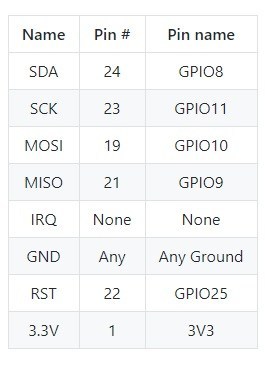 Name Pin # Pin name
SDA 24 GPIO8
SCK 23 GPIO11
MOSI 19 GPIO10
MISO 21 GPIO9
IRQ None None
GND Any Any Ground
RST 22 GPIO25
3.3V 1 3V3